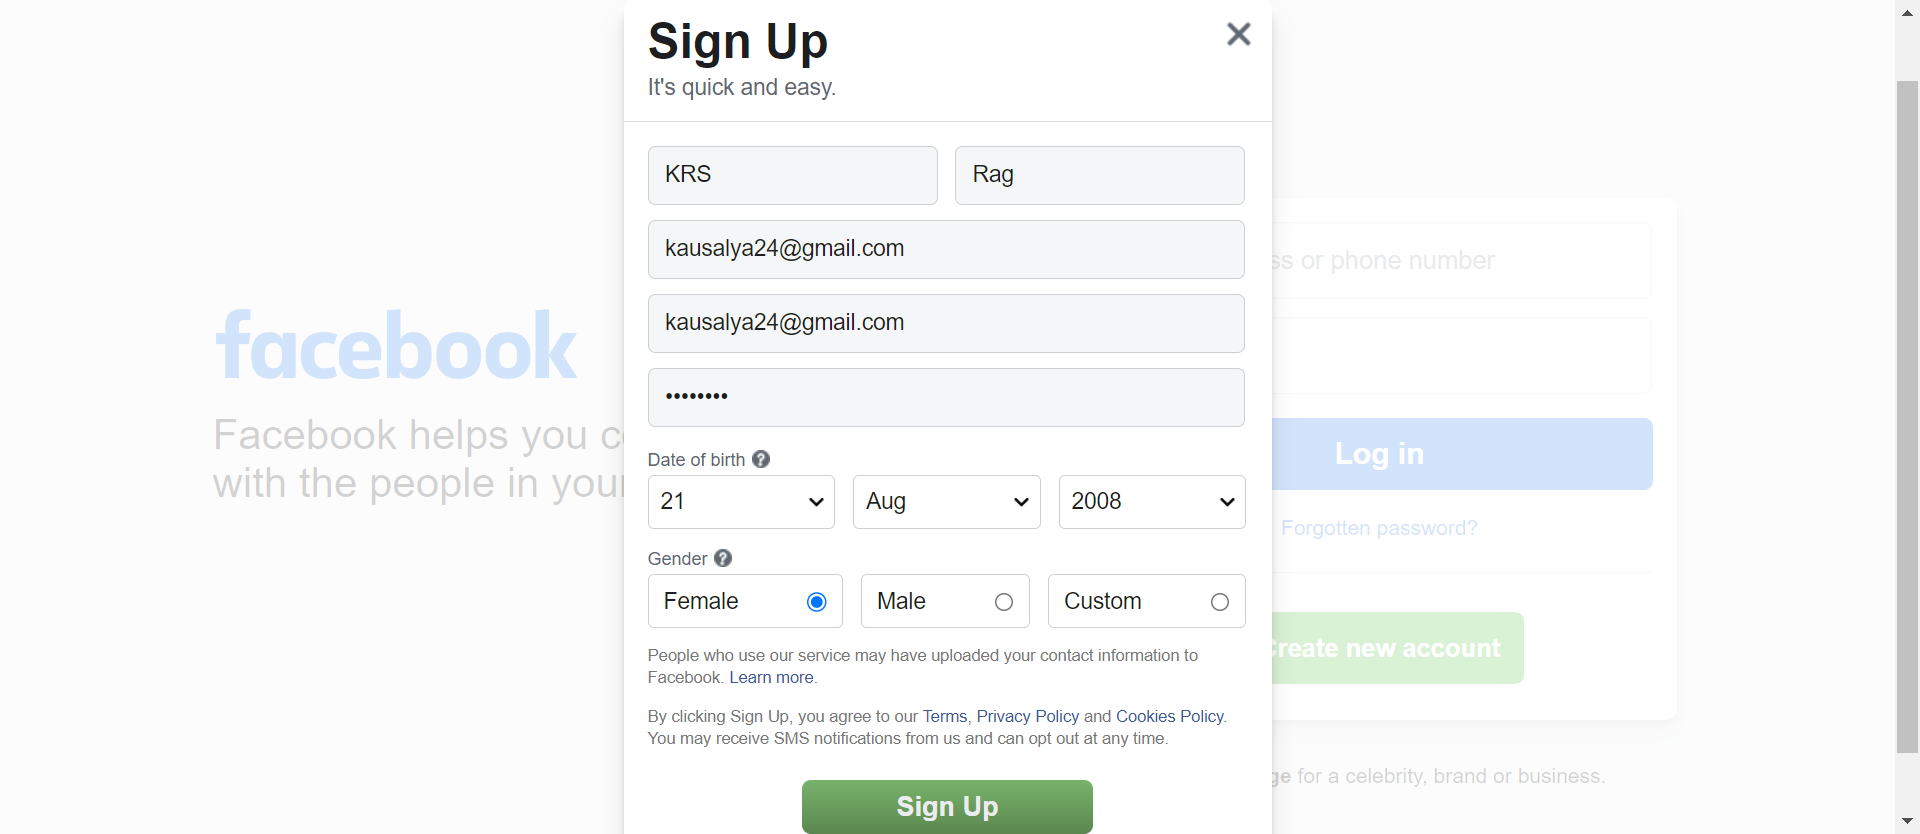 Sign Up
It's quick and easy.
KRS
Rag
kausalya24@gmail.com
kausalya24@gmail.com
••••••••
Date of birth
21
Aug
2008
Gender
Female
Male
Custom
People who use our service may have uploaded your contact information to
Facebook. Learn more.
By clicking Sign Up, you agree to our Terms, Privacy Policy and Cookies Policy.
You may receive SMS notifications from us and can opt out at any time.
Sign Up
facebook
Facebook helps you
with the people in your
or phone number
Log in
Forgotten password?
Create new account
for a celebrity, brand or business.